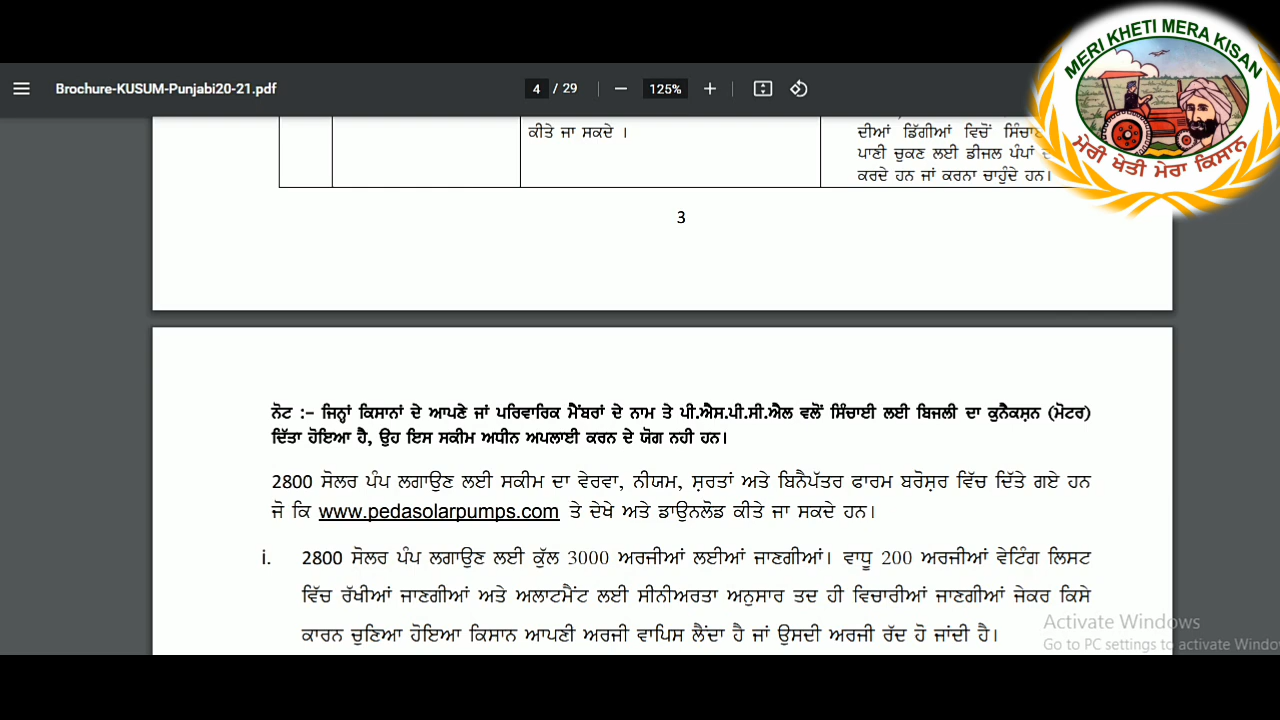 MERI KHETI MERA KISAN
ਮੇਰੀ ਖੇਤੀ ਮੇਰਾ ਕਿਸਾਨ
Brochure-KUSUM-Punjabi20-21.pdf
4 / 29
125%
ਕੀਤੇ ਜਾ ਸਕਦੇ ।
ਦੀਆਂ ਡਿੱਗੀਆਂ ਵਿਚੋਂ
ਪਾਣੀ ਚੁਕਣ ਲਈ ਡੀਜਲ ਪੰਪਾਂ
ਕਰਦੇ ਹਨ ਜਾਂ ਕਰਨਾ ਚਾਹੁੰਦੇ ਹਨ।
3
ਨੋਟ :– ਜਿਨ੍ਹਾਂ ਕਿਸਾਨਾਂ ਦੇ ਆਪਣੇ ਜਾਂ ਪਰਿਵਾਰਿਕ ਮੈਂਬਰਾਂ ਦੇ ਨਾਮ ਤੇ ਪੀ.ਐਸ.ਪੀ.ਸੀ.ਐਲ ਵਲੋਂ ਸਿੰਚਾਈ ਲਈ ਬਿਜਲੀ ਦਾ ਕੁਨੈਕਸ਼ਨ (ਮੋਟਰ)
ਦਿੱਤਾ ਹੋਇਆ ਹੈ, ਉਹ ਇਸ ਸਕੀਮ ਅਧੀਨ ਅਪਲਾਈ ਕਰਨ ਦੇ ਯੋਗ ਨਹੀ ਹਨ।
2800 ਸੋਲਰ ਪੰਪ ਲਗਾਉਣ ਲਈ ਸਕੀਮ ਦਾ ਵੇਰਵਾ, ਨੀਯਮ, ਸ਼ਰਤਾਂ ਅਤੇ ਬਿਨੈਪੱਤਰ ਫਾਰਮ ਬਰੋਸ਼ਰ ਵਿੱਚ ਦਿੱਤੇ ਗਏ ਹਨ
ਜੋ ਕਿ www.pedasolarpumps.com ਤੇ ਦੇਖੇ ਅਤੇ ਡਾਊਨਲੋਡ ਕੀਤੇ ਜਾ ਸਕਦੇ ਹਨ।
i. 2800 ਸੋਲਰ ਪੰਪ ਲਗਾਉਣ ਲਈ ਕੁੱਲ 3000 ਅਰਜੀਆਂ ਲਈਆਂ ਜਾਣਗੀਆਂ। ਵਾਧੂ 200 ਅਰਜੀਆਂ ਵੇਟਿੰਗ ਲਿਸਟ
ਵਿੱਚ ਰੱਖੀਆਂ ਜਾਣਗੀਆਂ ਅਤੇ ਅਲਾਟਮੈਂਟ ਲਈ ਸੀਨੀਅਰਤਾ ਅਨੁਸਾਰ ਤਦ ਹੀ ਵਿਚਾਰੀਆਂ ਜਾਣਗੀਆਂ ਜੇਕਰ ਕਿਸੇ
ਕਾਰਨ ਚੁਣਿਆ ਹੋਇਆ ਕਿਸਾਨ ਆਪਣੀ ਅਰਜੀ ਵਾਪਿਸ ਲੈਂਦਾ ਹੈ ਜਾਂ ਉਸਦੀ ਅਰਜੀ ਰੱਦ ਹੋ ਜਾਂਦੀ ਹੈ।
Activate Windows
Go to PC settings to activate Windo